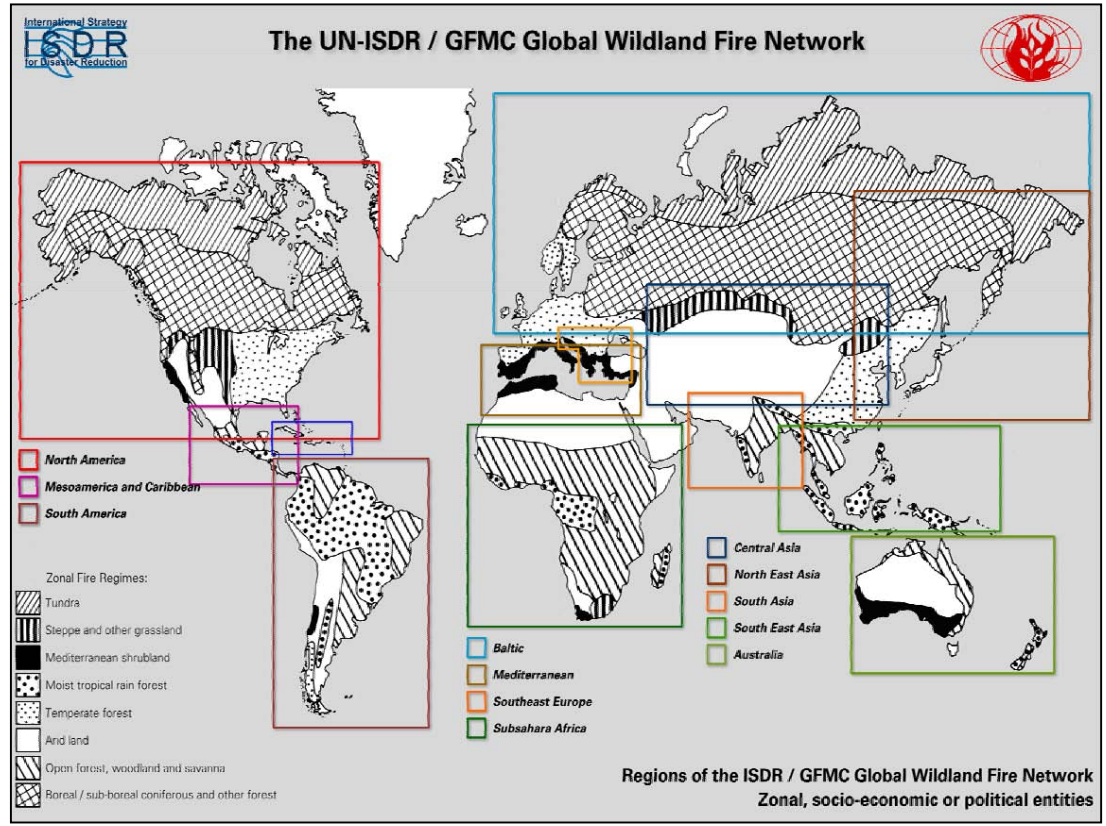 International Strategy
ISDR
for Disaster Reduction
The UN-ISDR / GFMC Global Wildland Fire Network
North America
Mesoamerica and Caribbean
South America
Zonal Fire Regimes:
Tundra
Steppe and other grassland
Mediterranean shrubland
Moist tropical rain forest
Temperate forest
Arid land
Open forest, woodland and savanna
Boreal / sub-boreal coniferous and other forest
Baltic
Mediterranean
Southeast Europe
Subsahara Africa
Central Asia
North East Asia
South Asia
South East Asia
Australia
Regions of the ISDR / GFMC Global Wildland Fire Network
Zonal, socio-economic or political entities